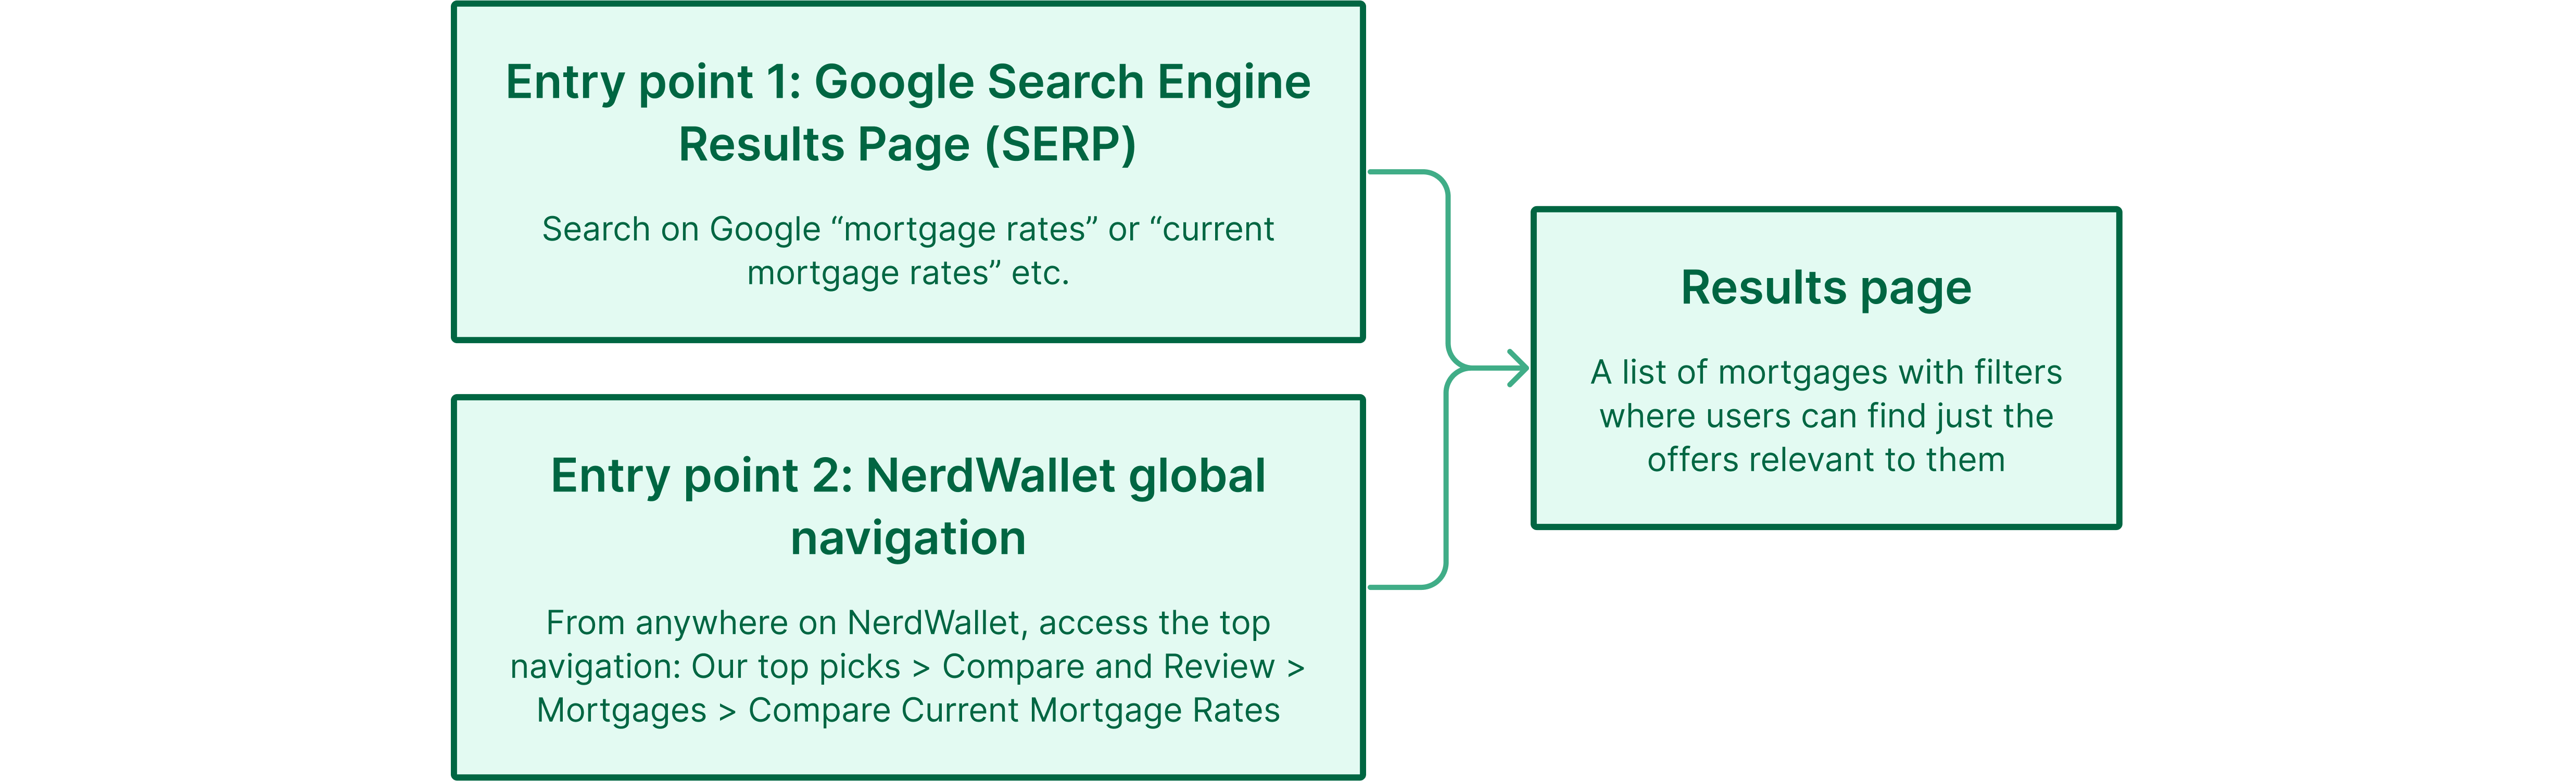 Entry point 1: Google Search Engine
Results Page (SERP)
Search on Google “mortgage rates” or “current
mortgage rates” etc.
Entry point 2: NerdWallet global
navigation
From anywhere on NerdWallet, access the top
navigation: Our top picks > Compare and Review >
Mortgages > Compare Current Mortgage Rates
Results page
A list of mortgages with filters
where users can find just the
offers relevant to them